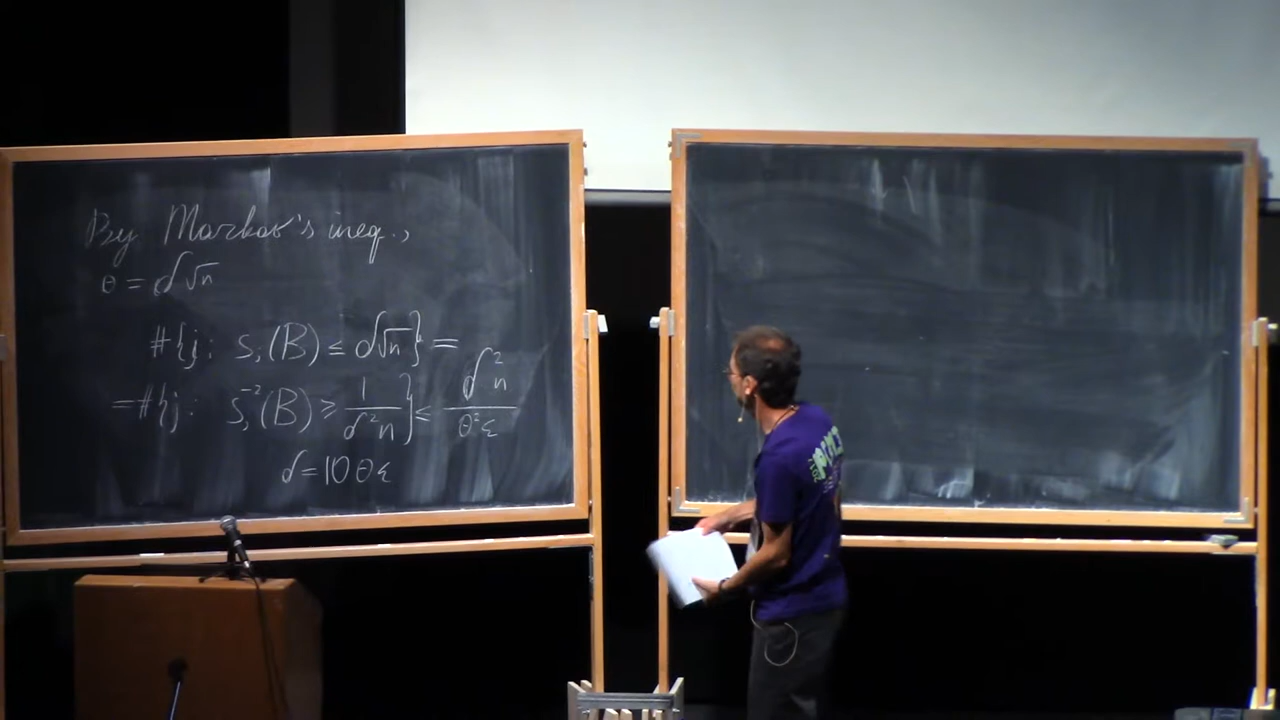 By Markov's ineq.,
θ = δ√n
#{j: s_j(B) ≤ δ√n} =
= #{j: s_j^{-2}(B) ≥ 1/(δ²n)} ≤ δ²n/(θ²ε)
δ = 10θε